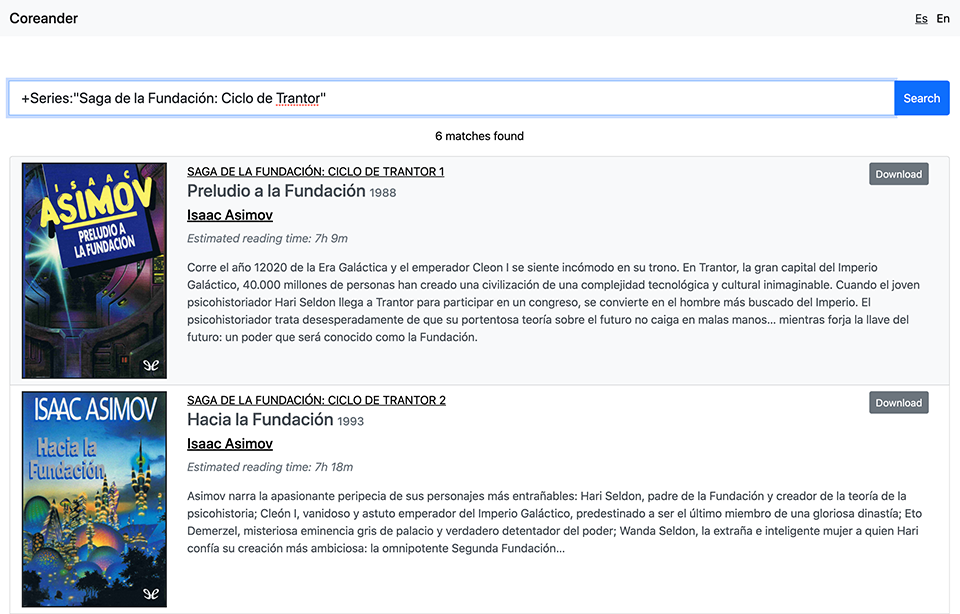 Coreander
Es En
+Series:"Saga de la Fundación: Ciclo de Trantor"
Search
6 matches found
ISAAC
ASIMOV
PRELUDIO A
LA FUNDACION
SAGA DE LA FUNDACIÓN: CICLO DE TRANTOR 1
Download
Preludio a la Fundación 1988
Isaac Asimov
Estimated reading time: 7h 9m
Corre el año 12020 de la Era Galáctica y el emperador Cleon I se siente incómodo en su trono. En Trantor, la gran capital del Imperio
Galáctico, 40.000 millones de personas han creado una civilización de una complejidad tecnológica y cultural inimaginable. Cuando el joven
psicohistoriador Hari Seldon llega a Trantor para participar en un congreso, se convierte en el hombre más buscado del Imperio. El
psicohistoriador trata desesperadamente de que su portentosa teoría sobre el futuro no caiga en malas manos... mientras forja la llave del
futuro: un poder que será conocido como la Fundación.
ISAAC ASIMOV
Hacia la
Fundación
SAGA DE LA FUNDACIÓN: CICLO DE TRANTOR 2
Download
Hacia la Fundación 1993
Isaac Asimov
Estimated reading time: 7h 18m
Asimov narra la apasionante peripecia de sus personajes más entrañables: Hari Seldon, padre de la Fundación y creador de la teoría de la
psicohistoria; Cleón I, vanidoso y astuto emperador del Imperio Galáctico, predestinado a ser el último miembro de una gloriosa dinastía; Eto
Demerzel, misteriosa eminencia gris de palacio y verdadero detentador del poder; Wanda Seldon, la extraña e inteligente mujer a quien Hari
confía su creación más ambiciosa: la omnipotente Segunda Fundación...